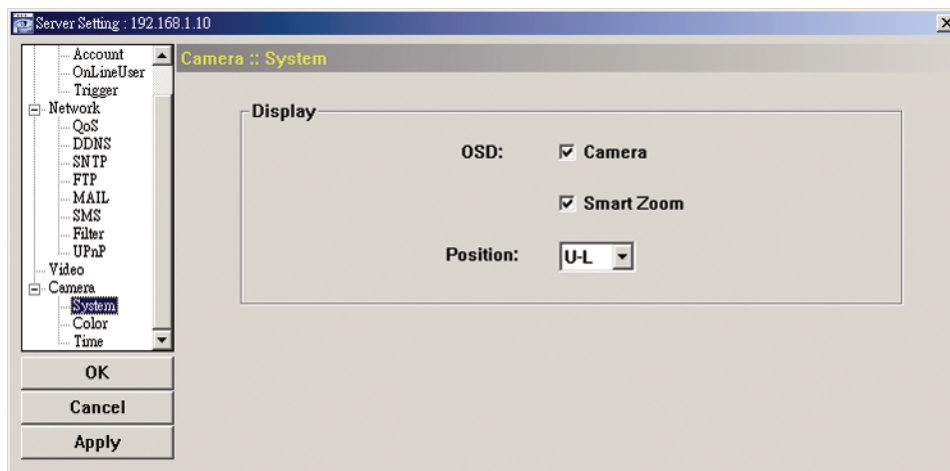 Server Setting : 192.168.1.10
Account
OnLineUser
Trigger
Network
QoS
DDNS
SNTP
FTP
MAIL
SMS
Filter
UPnP
Video
Camera
System
Color
Time
OK
Cancel
Apply
Camera :: System
Display
OSD: Camera
Smart Zoom
Position: U-L